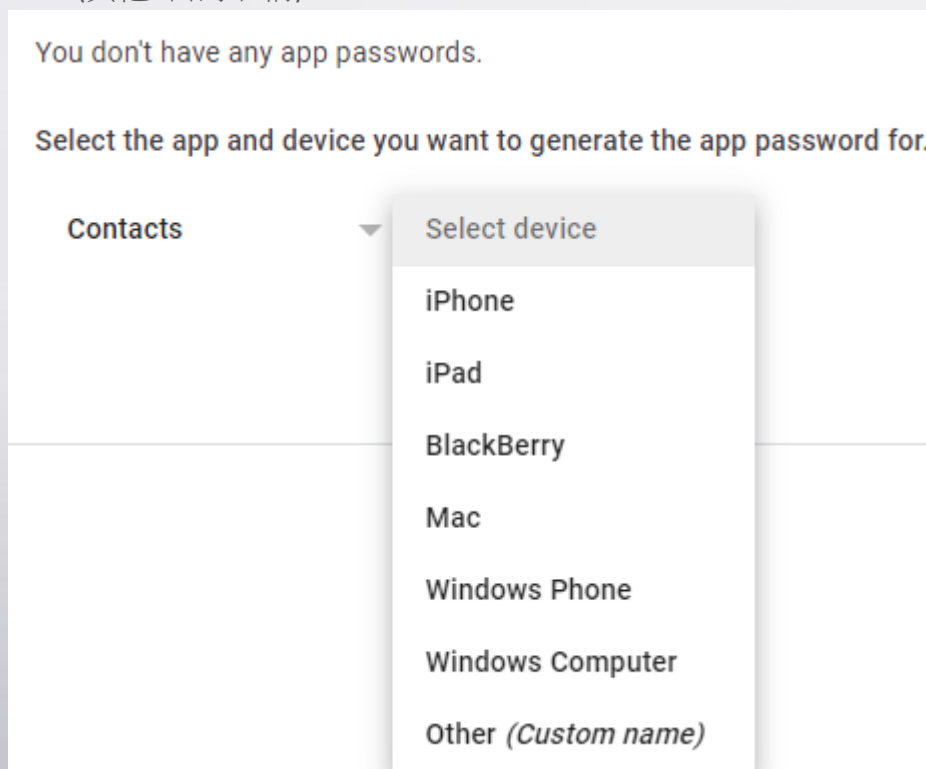 You don't have any app passwords.
Select the app and device you want to generate the app password for.
Contacts
Select device
iPhone
iPad
BlackBerry
Mac
Windows Phone
Windows Computer
Other (Custom name)